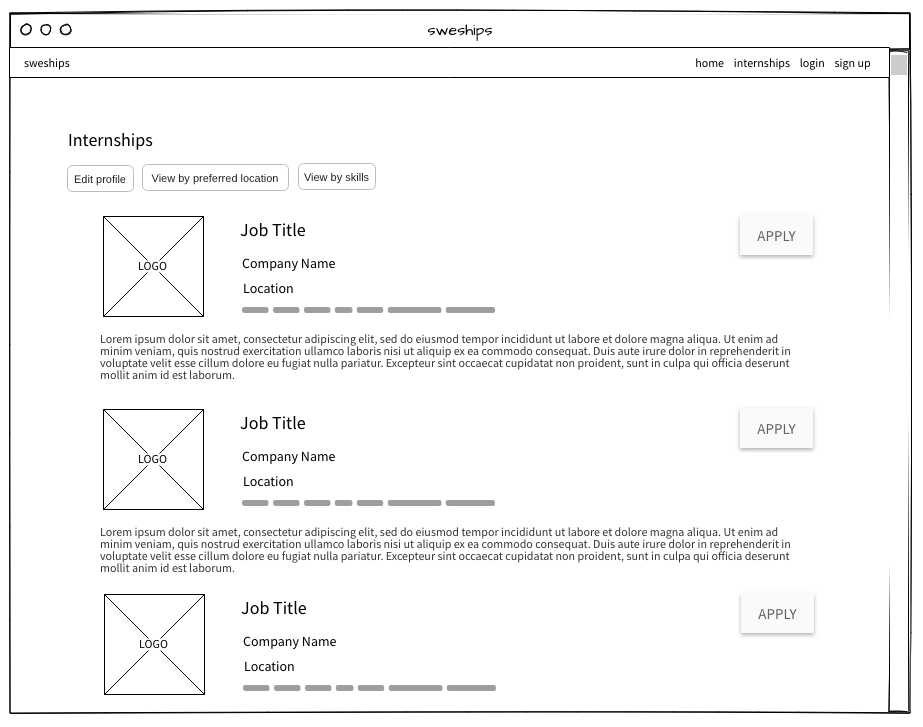 sweships
sweships
home internships login sign up
Internships
Edit profile
View by preferred location
View by skills
LOGO
Job Title
Company Name
Location
APPLY
Lorem ipsum dolor sit amet, consectetur adipiscing elit, sed do eiusmod tempor incididunt ut labore et dolore magna aliqua. Ut enim ad
minim veniam, quis nostrud exercitation ullamco laboris nisi ut aliquip ex ea commodo consequat. Duis aute irure dolor in reprehenderit in
voluptate velit esse cillum dolore eu fugiat nulla pariatur. Excepteur sint occaecat cupidatat non proident, sunt in culpa qui officia deserunt
mollit anim id est laborum.
LOGO
Job Title
Company Name
Location
APPLY
Lorem ipsum dolor sit amet, consectetur adipiscing elit, sed do eiusmod tempor incididunt ut labore et dolore magna aliqua. Ut enim ad
minim veniam, quis nostrud exercitation ullamco laboris nisi ut aliquip ex ea commodo consequat. Duis aute irure dolor in reprehenderit in
voluptate velit esse cillum dolore eu fugiat nulla pariatur. Excepteur sint occaecat cupidatat non proident, sunt in culpa qui officia deserunt
mollit anim id est laborum.
LOGO
Job Title
Company Name
Location
APPLY